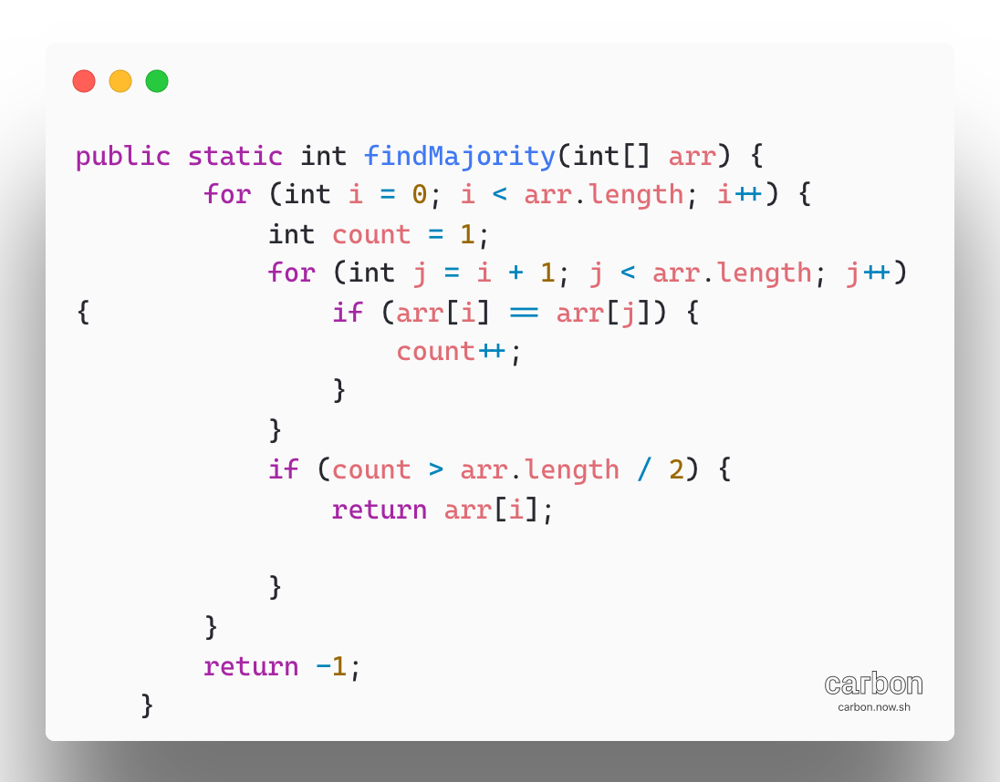 public static int findMajority(int[] arr) {
        for (int i = 0; i < arr.length; i++) {
            int count = 1;
            for (int j = i + 1; j < arr.length; j++)
{               if (arr[i] == arr[j]) {
                    count++;
                }
            }
            if (count > arr.length / 2) {
                return arr[i];

            }
        }
        return -1;
    }
carbon
carbon.now.sh